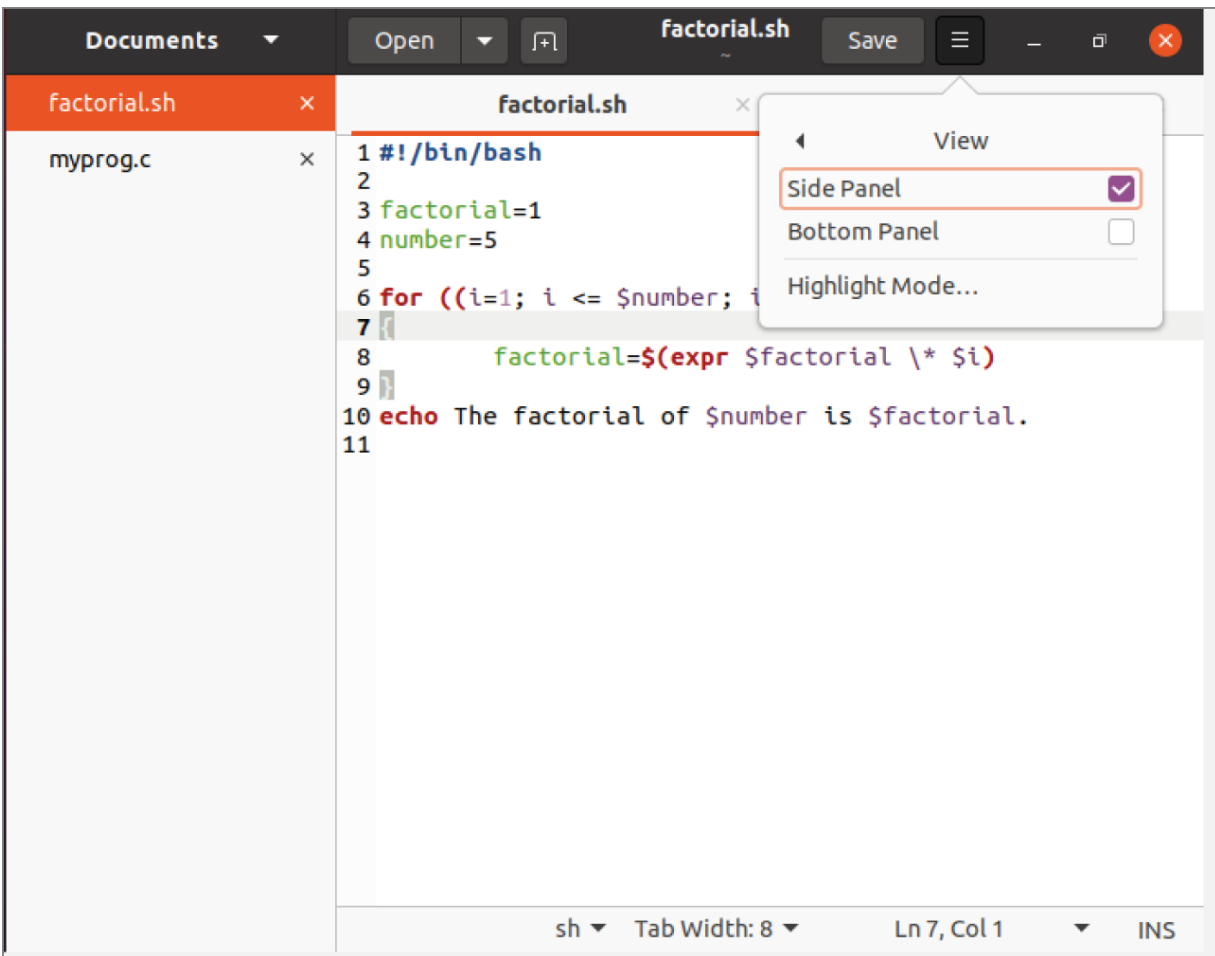 Documents
Open
factorial.sh
~
Save
factorial.sh
myprog.c
factorial.sh
View
Side Panel
Bottom Panel
Highlight Mode...
1 #!/bin/bash
2
3 factorial=1
4 number=5
5
6 for ((i=1; i <= $number; i
7 {
8         factorial=$(expr $factorial \* $i)
9 }
10 echo The factorial of $number is $factorial.
11
sh Tab Width: 8 Ln 7, Col 1 INS